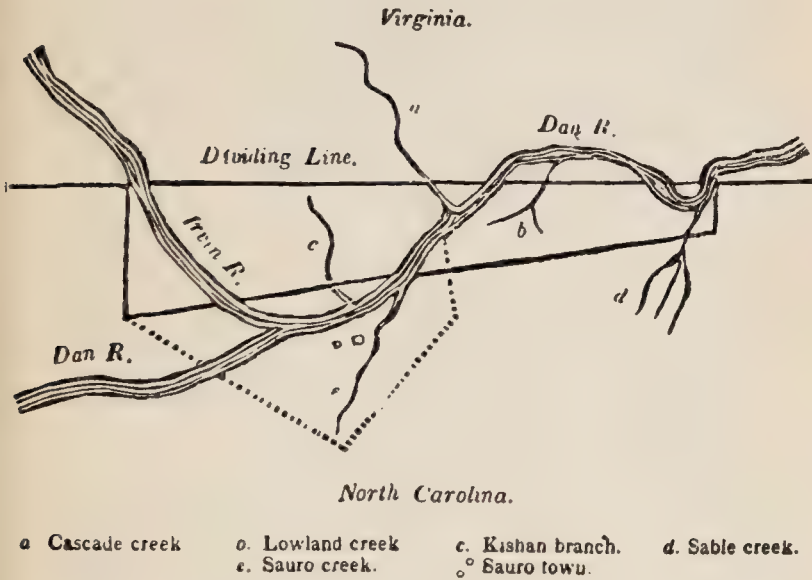 Virginia.
a
Dan R.
Dividing Line.
Irvin R.
c
b
d
Dan R.
e
North Carolina.
a Cascade creek o. Lowland creek c. Kishan branch. d. Sable creek.
e. Sauro creek. Sauro town.